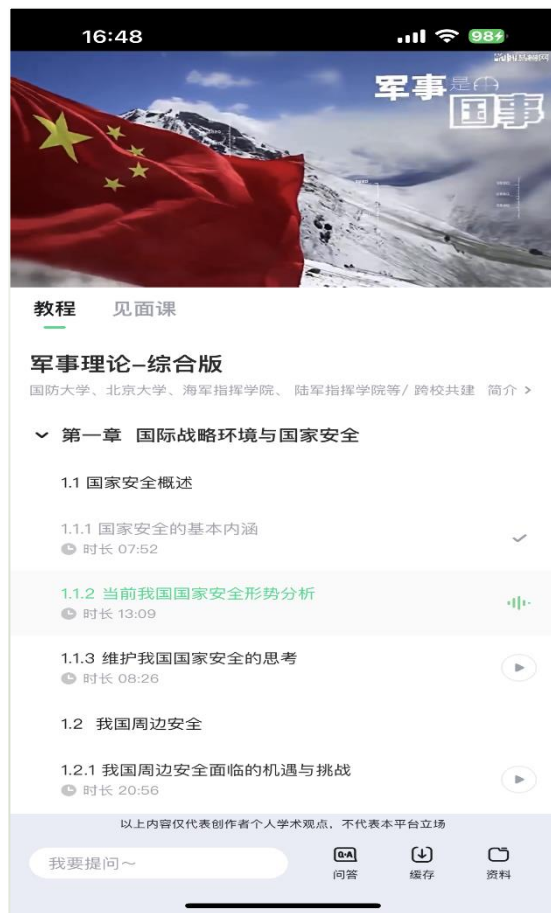 16:48
98
军事是
国事
教程 见面课
军事理论-综合版
国防大学、北京大学、海军指挥学院、 陆军指挥学院等/ 跨校共建 简介 >
第一章 国际战略环境与国家安全
1.1 国家安全概述
1.1.1 国家安全的基本内涵
时长 07:52
1.1.2 当前我国国家安全形势分析
时长 13:09
1.1.3 维护我国国家安全的思考
时长 08:26
1.2 我国周边安全
1.2.1 我国周边安全面临的机遇与挑战
时长 20:56
以上内容仅代表创作者个人学术观点，不代表本平台立场
我要提问~
Q·A
问答 缓存 资料